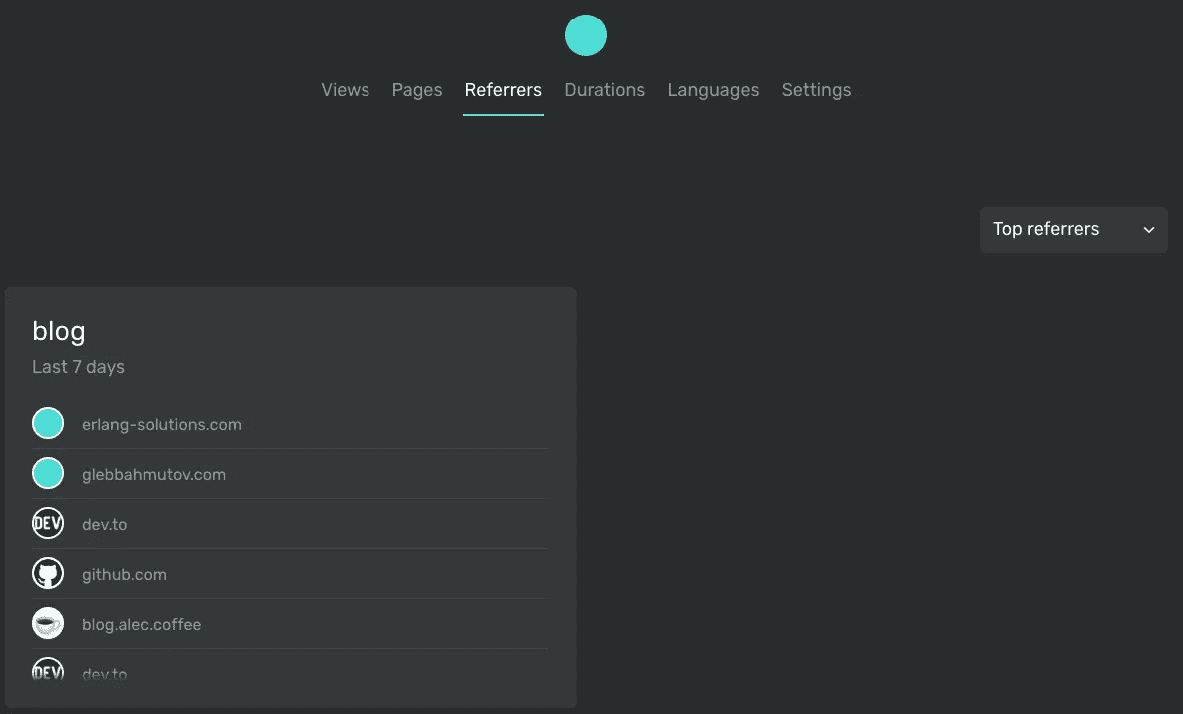 Views Pages Referrers Durations Languages Settings
Top referrers
blog
Last 7 days
erlang-solutions.com
glebbahmutov.com
DEV dev.to
github.com
blog.alec.coffee
DEV dev.to